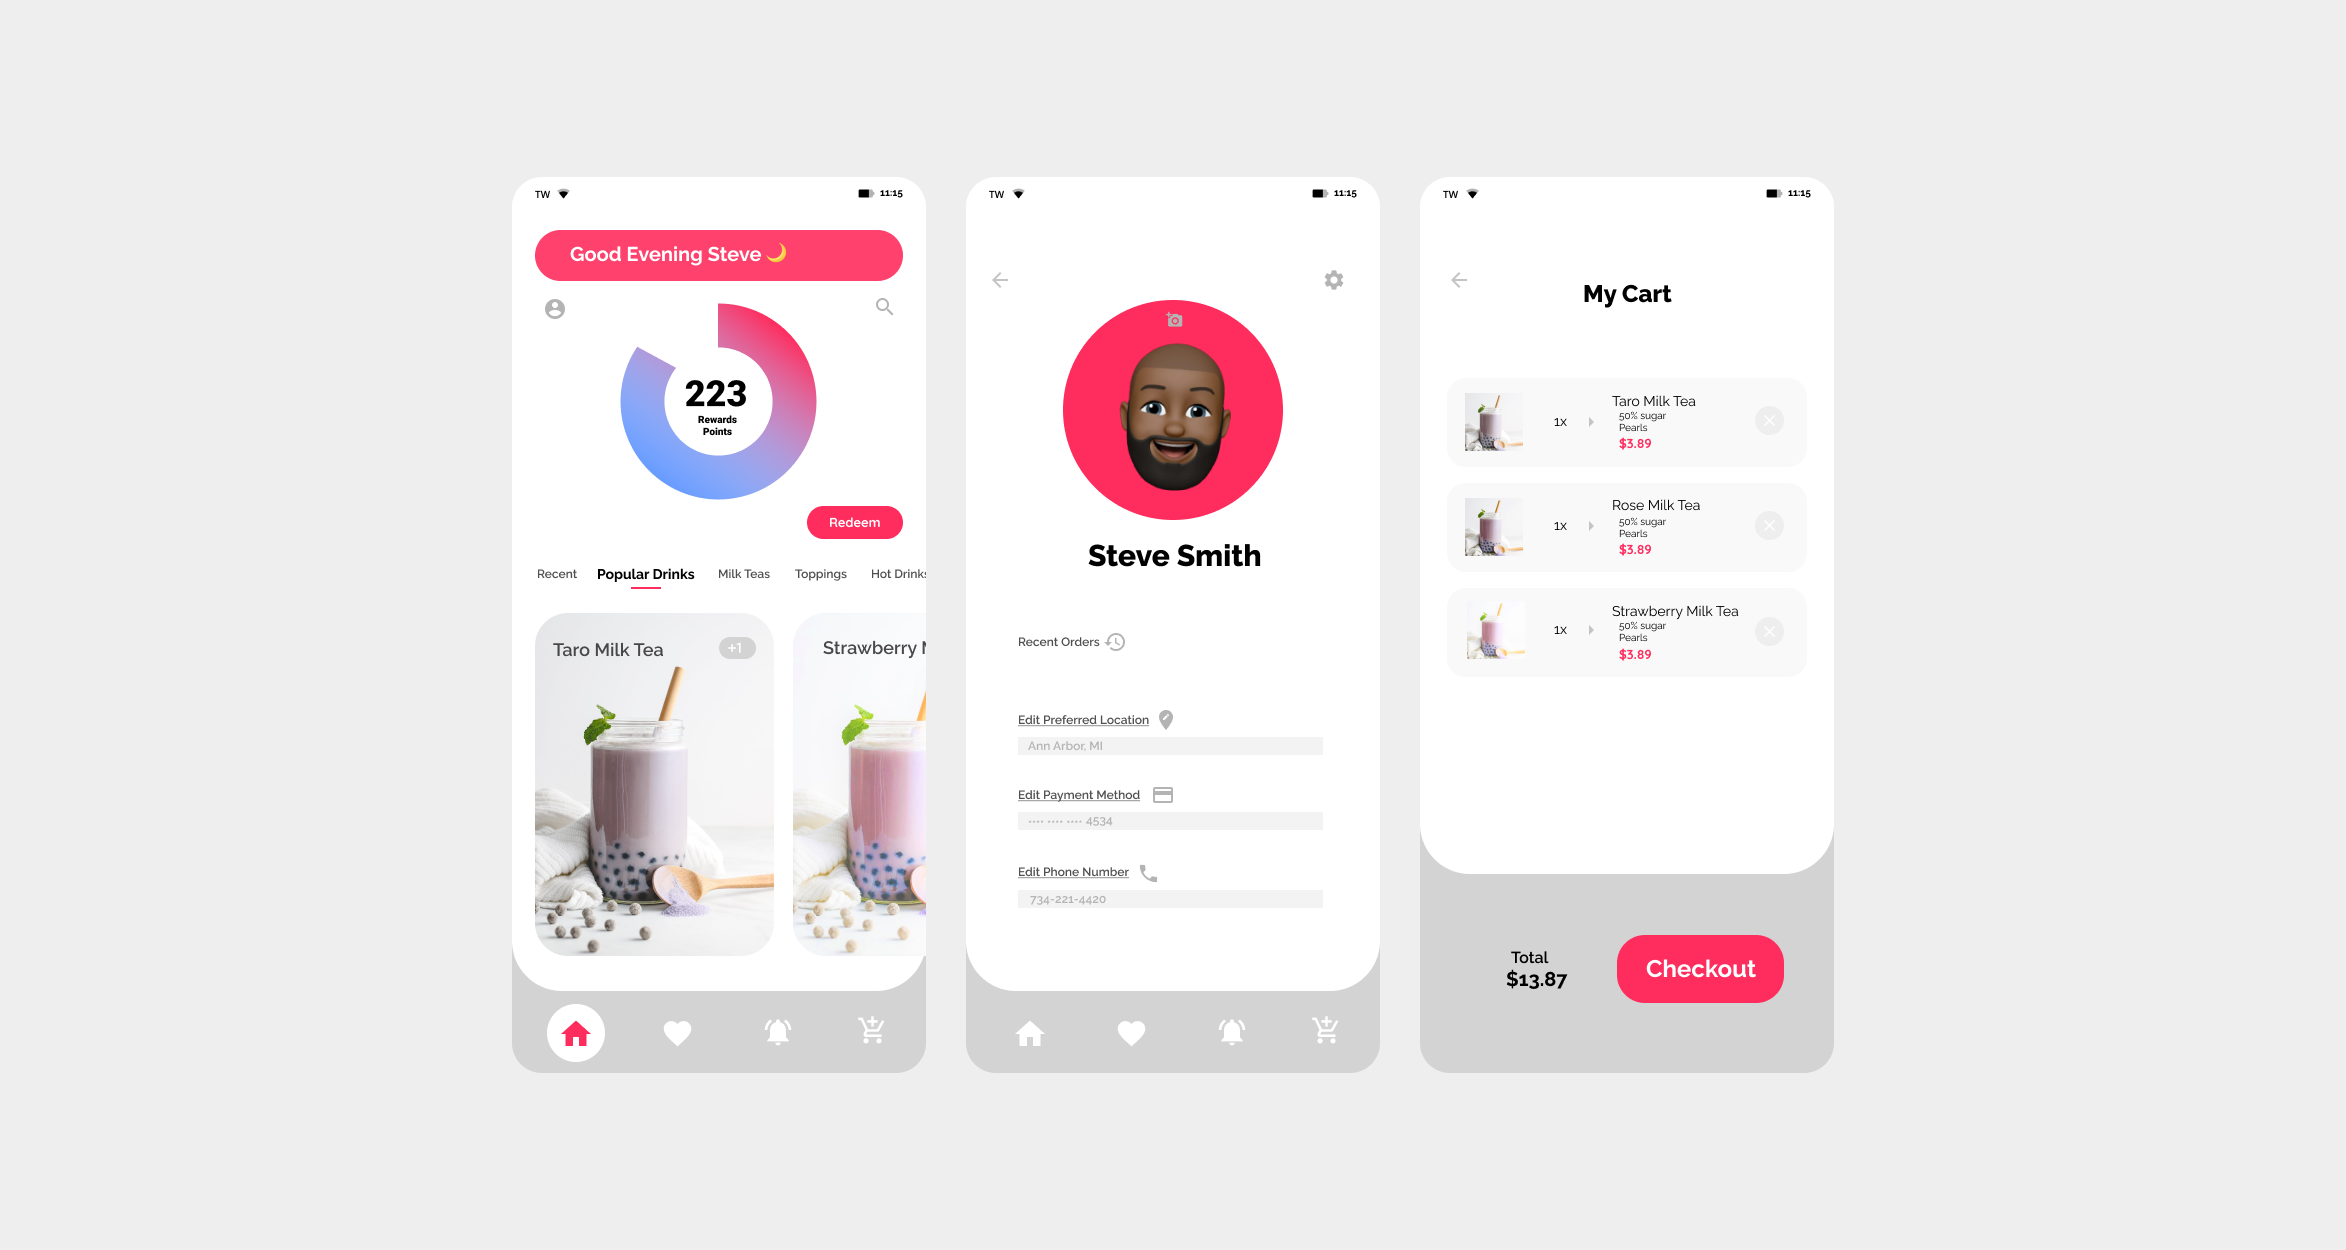 TW
11:15
Good Evening Steve
223
Rewards
Points
Redeem
Recent Popular Drinks Milk Teas Toppings Hot Drinks
Taro Milk Tea
+1
Strawberry M
TW
11:15
Steve Smith
Recent Orders
Edit Preferred Location
Ann Arbor, MI
Edit Payment Method
•••• •••• •••• 4534
Edit Phone Number
734-221-4420
TW
11:15
My Cart
1x
Taro Milk Tea
50% sugar
Pearls
$3.89
1x
Rose Milk Tea
50% sugar
Pearls
$3.89
1x
Strawberry Milk Tea
50% sugar
Pearls
$3.89
Total
$13.87
Checkout